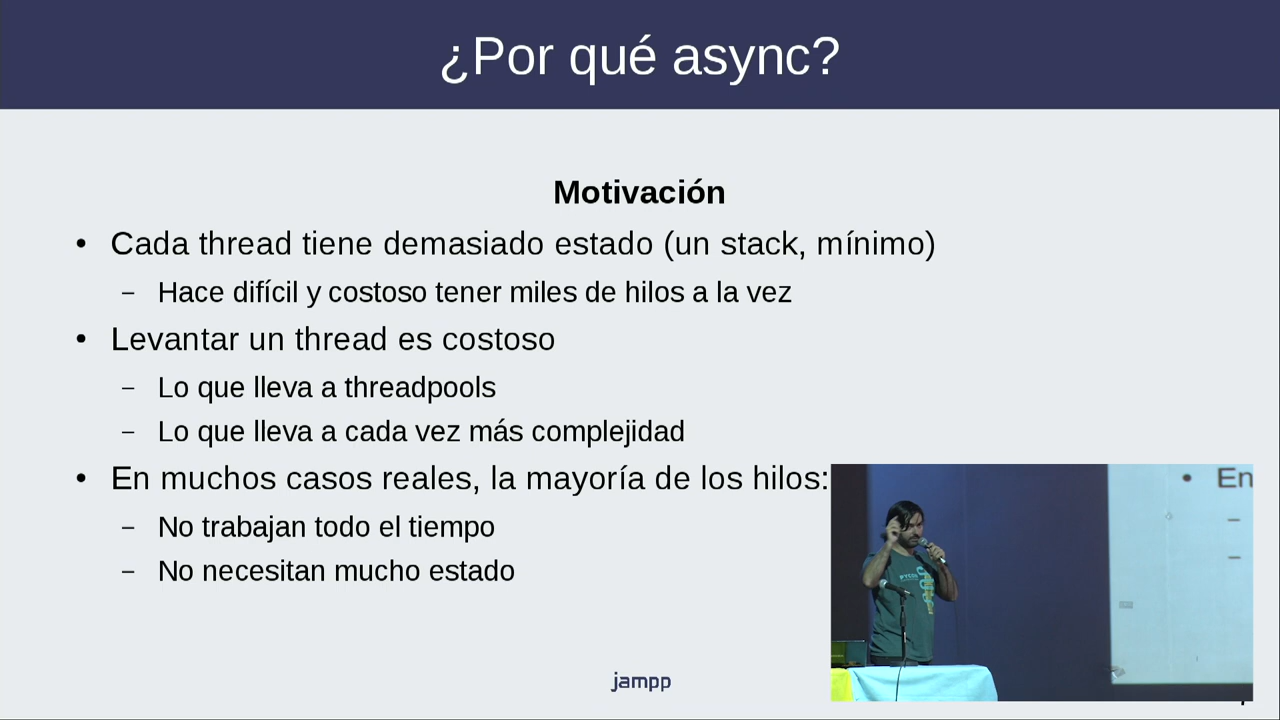 ¿Por qué async?
Motivación
• Cada thread tiene demasiado estado (un stack, mínimo)
– Hace difícil y costoso tener miles de hilos a la vez
• Levantar un thread es costoso
– Lo que lleva a threadpools
– Lo que lleva a cada vez más complejidad
• En muchos casos reales, la mayoría de los hilos:
– No trabajan todo el tiempo
– No necesitan mucho estado
• En
–
–
jampp